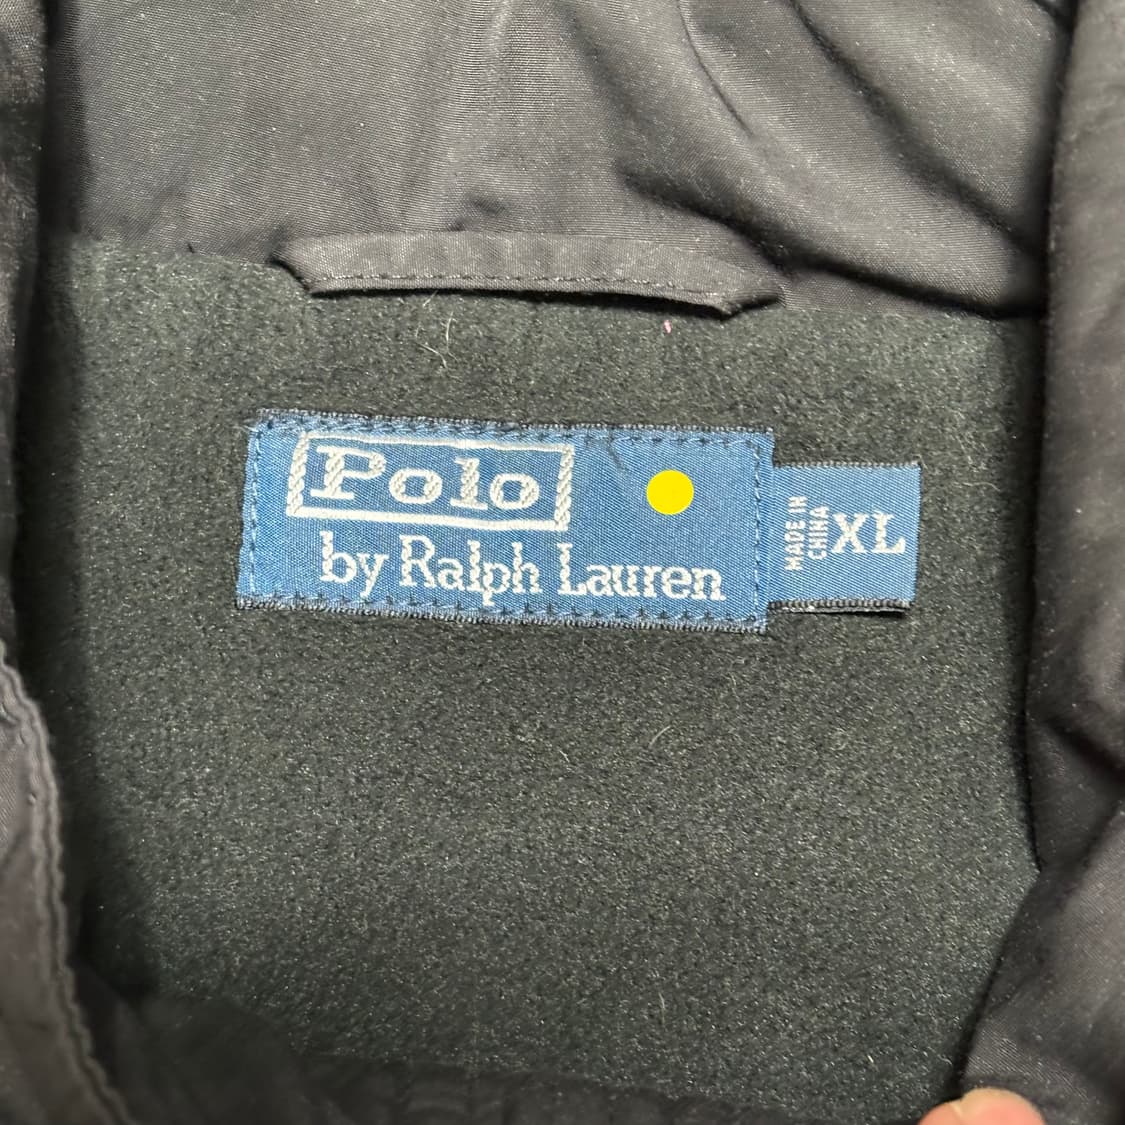 Polo
by Ralph Lauren
MADE IN
CHINA
XL